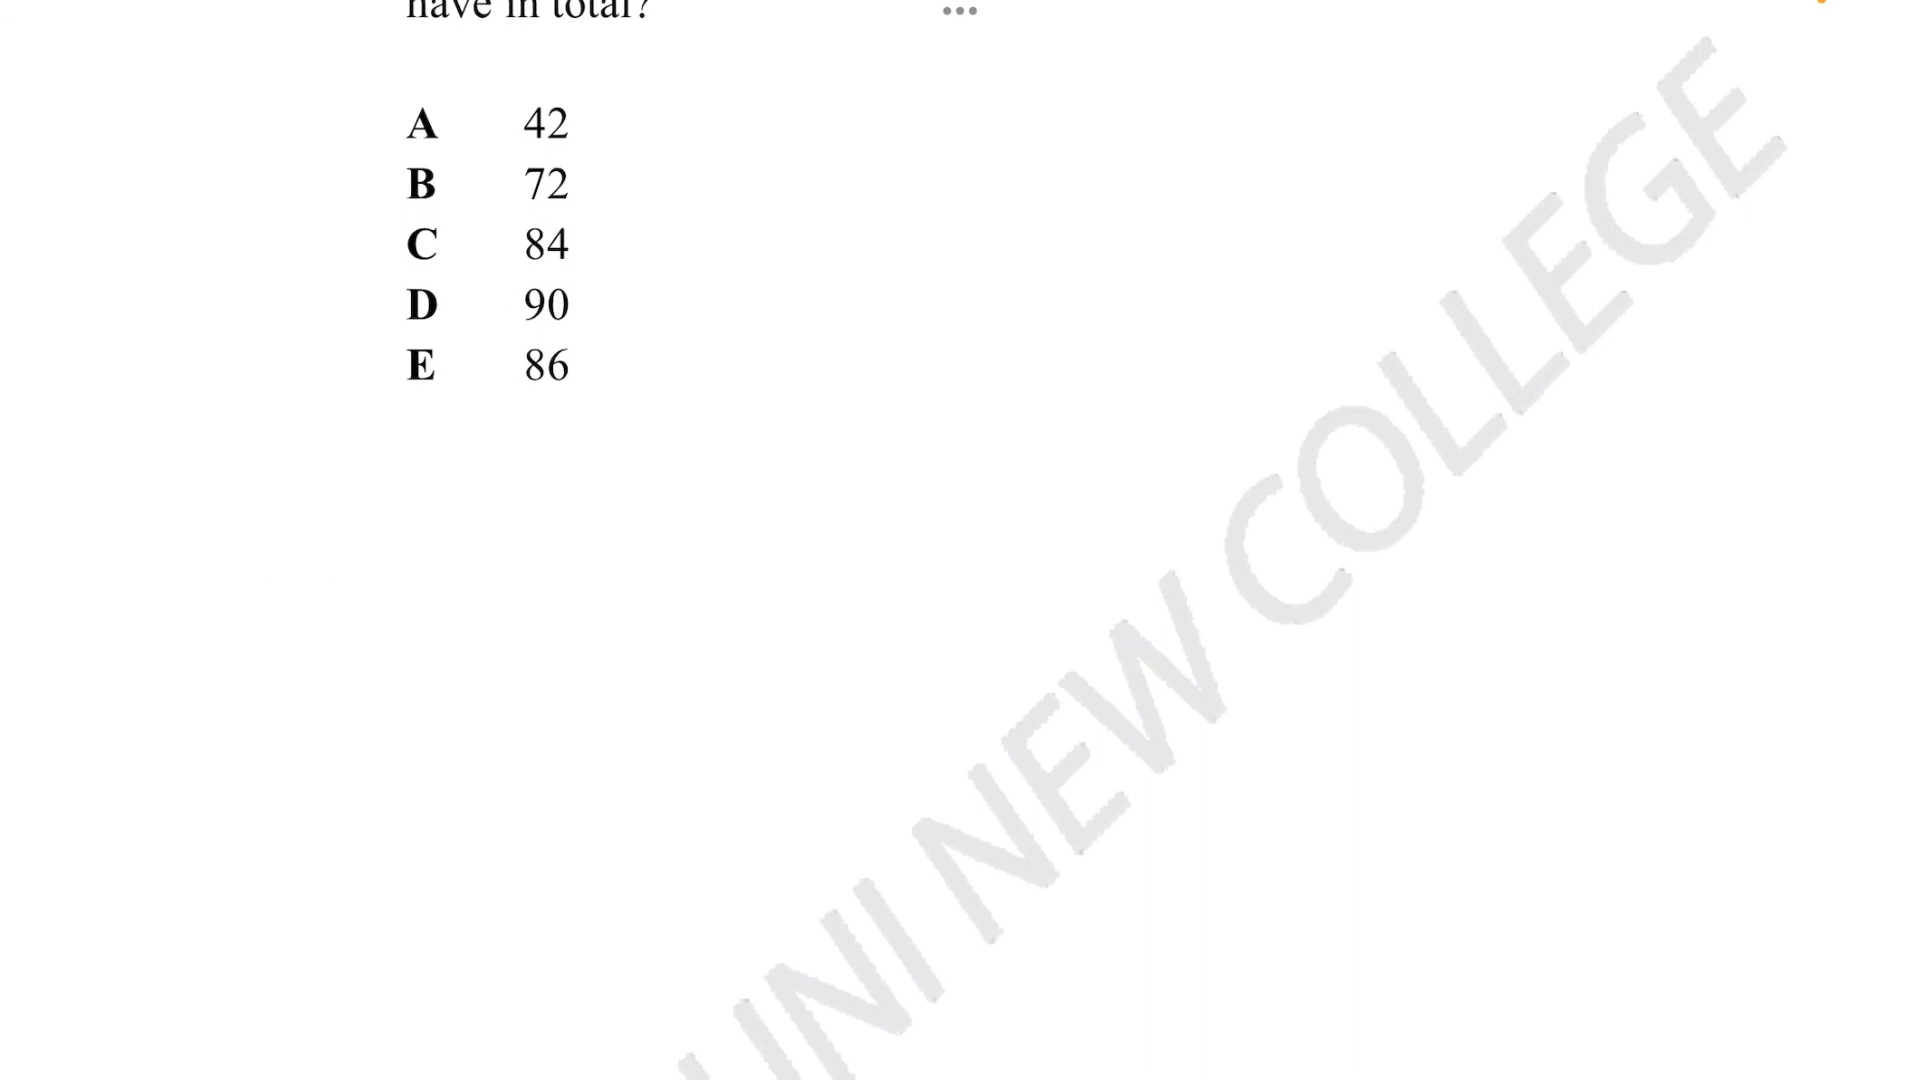 have in total?
A 42
B 72
C 84
D 90
E 86
UNI NEW COLLEGE